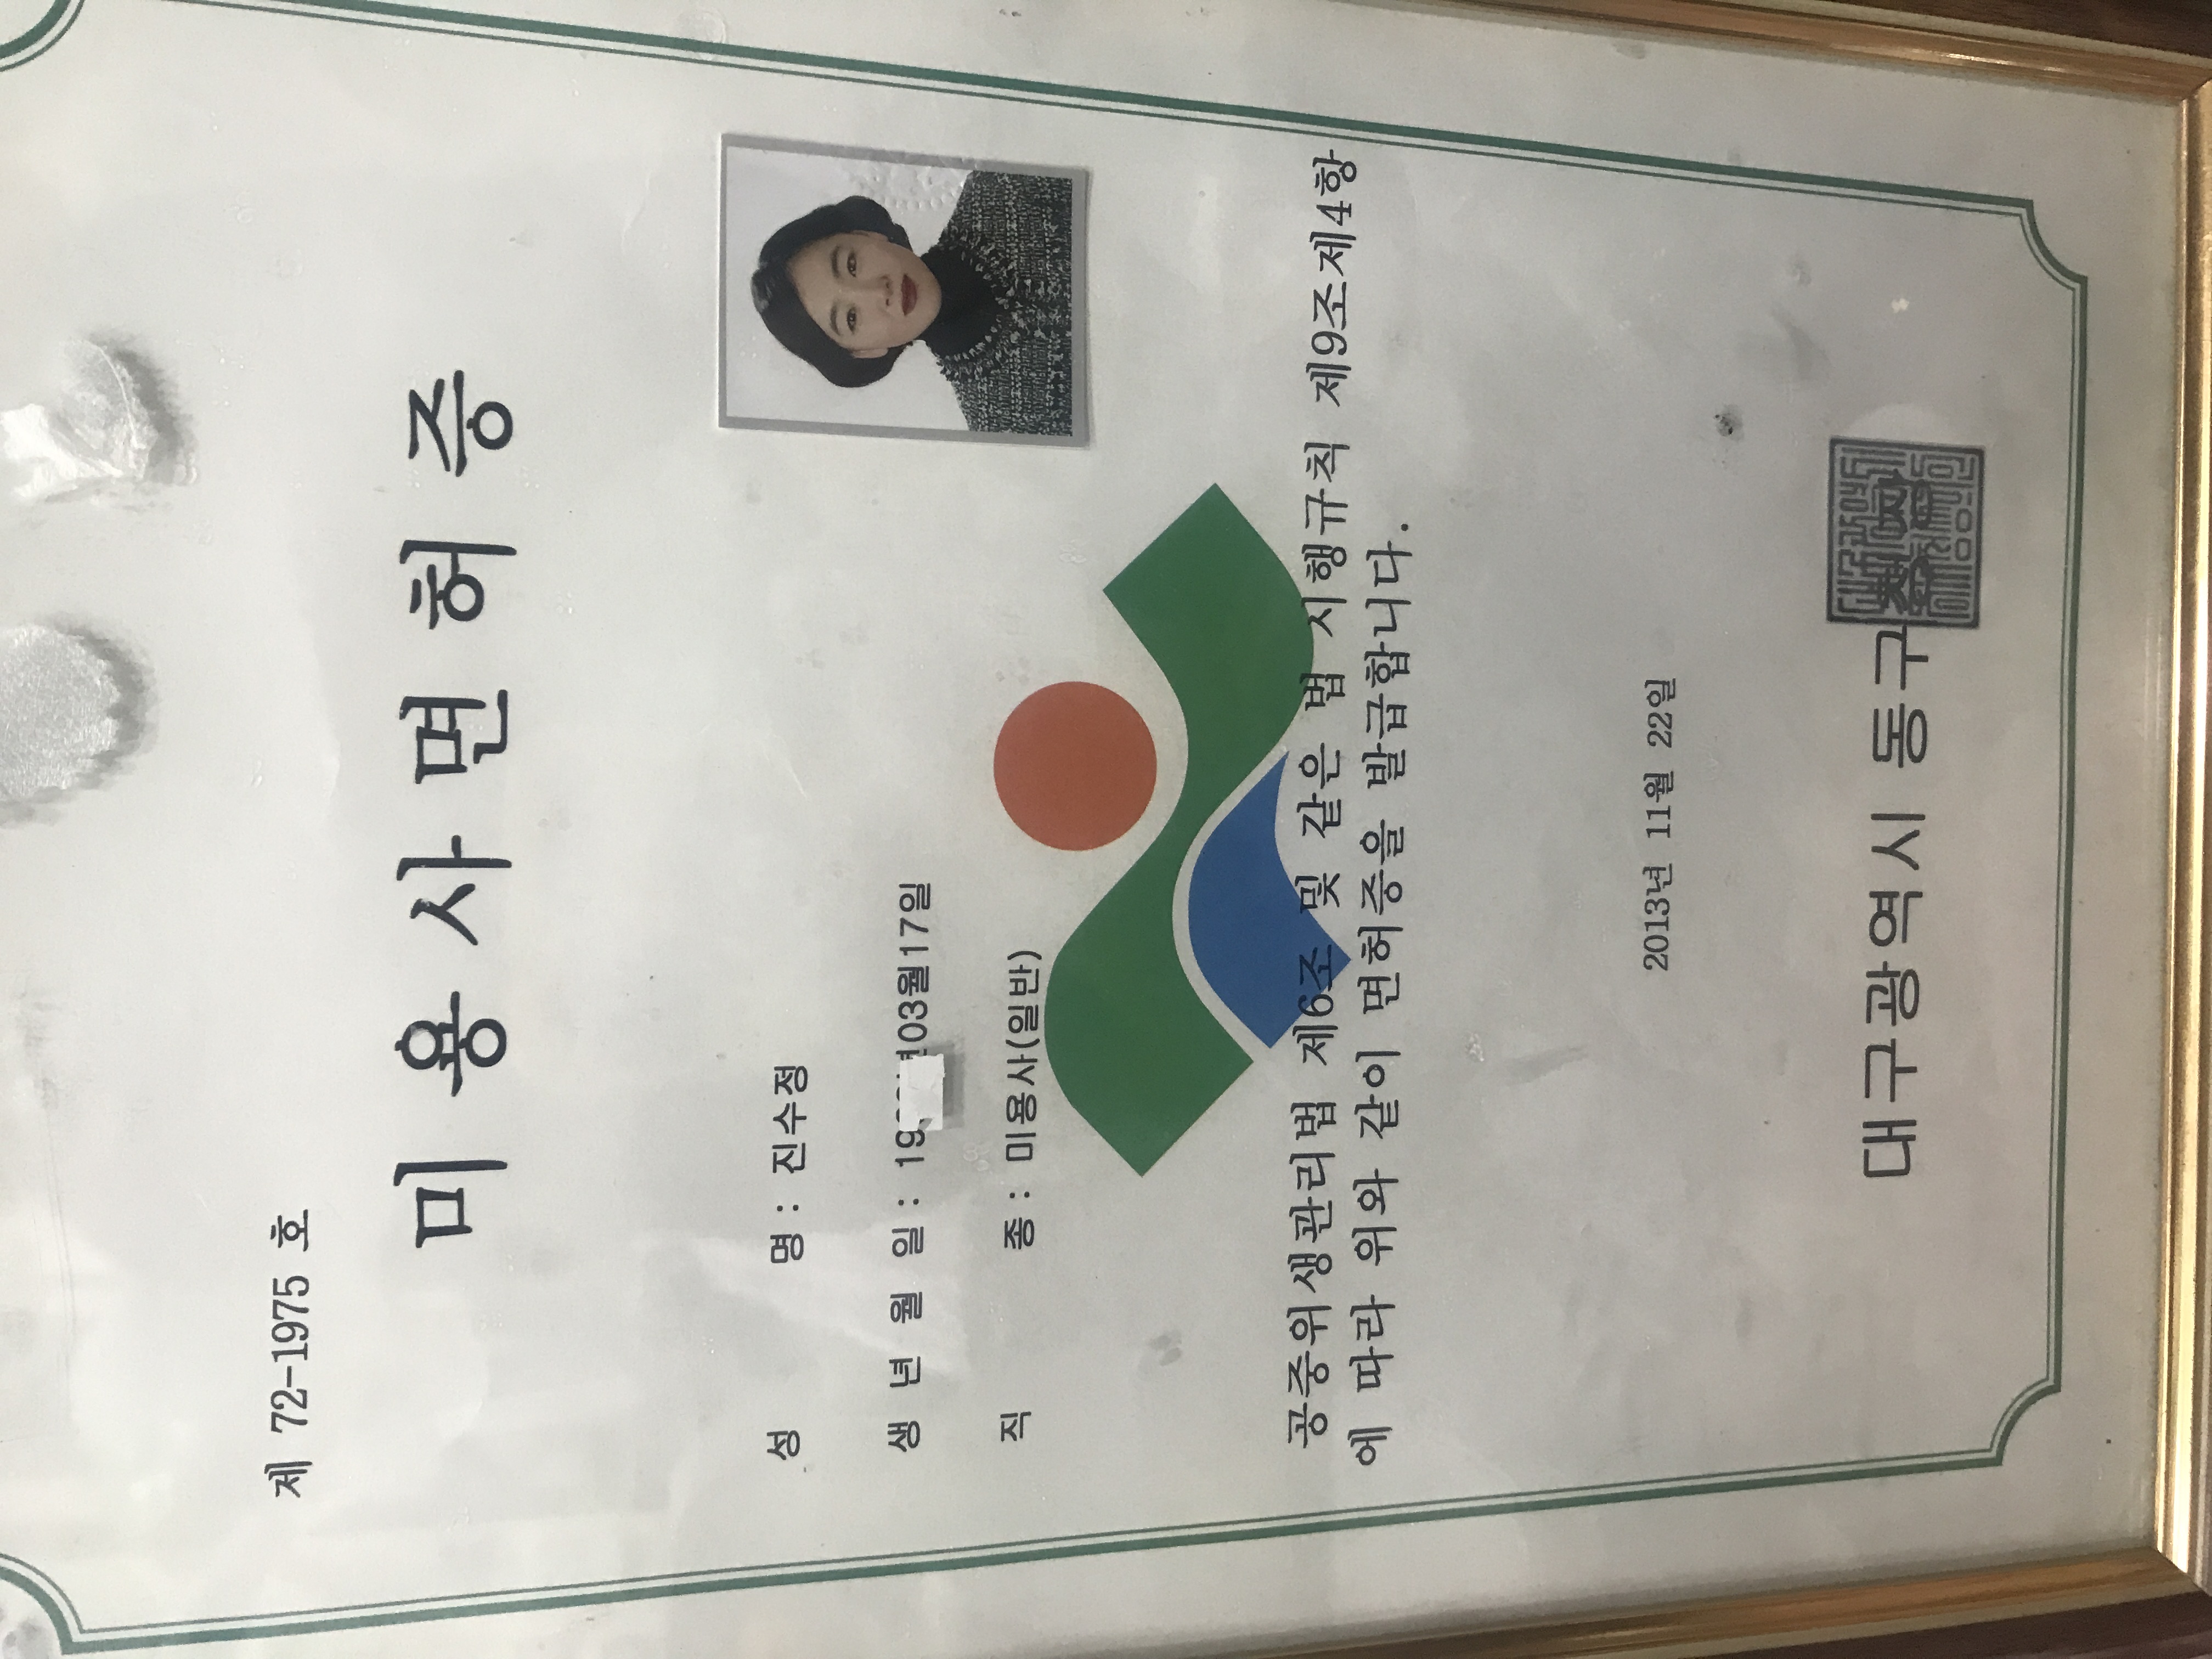 제 72-1975 호
미 용 사 면 허 증
성 명 : 진수정
생 년 월 일 : 19 년03월17일
직 종 : 미용사(일반)
공중위생관리법 제6조 및 같은 법 시행규칙 제9조제4항
에 따라 위와 같이 면허증을 발급합니다.
2013년 11월 22일
대구광역시 동구